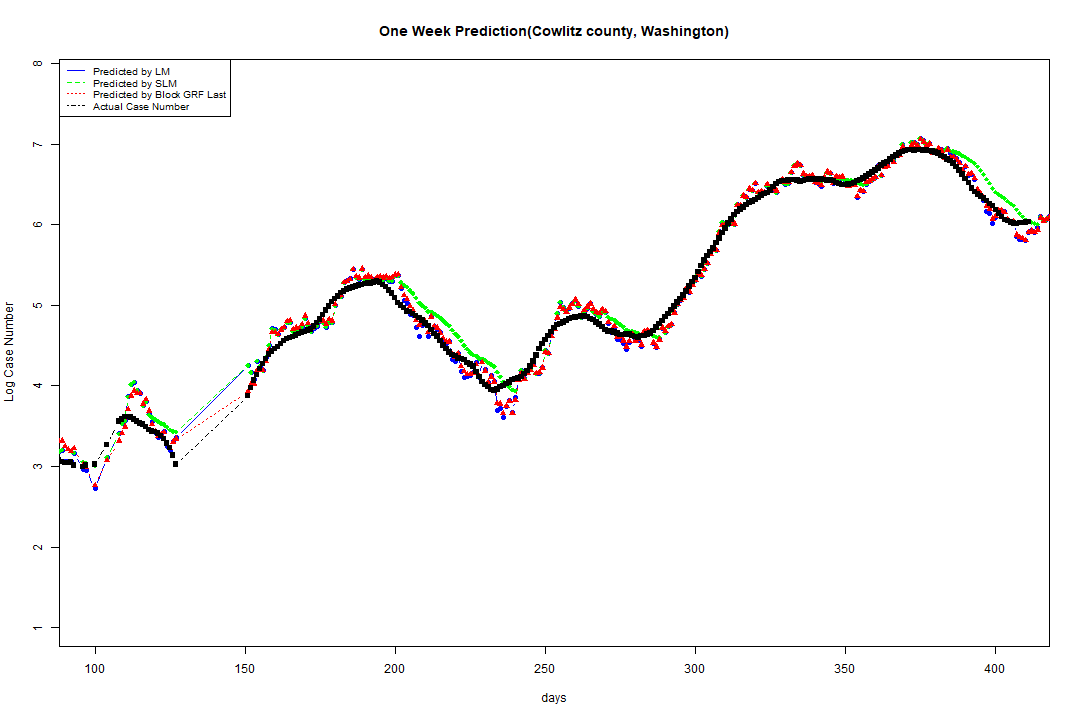 One Week Prediction(Cowlitz county, Washington)
Predicted by LM
Predicted by SLM
Predicted by Block GRF Last
Actual Case Number
8
7
6
5
4
3
2
1
Log Case Number
100 150 200 250 300 350 400
days